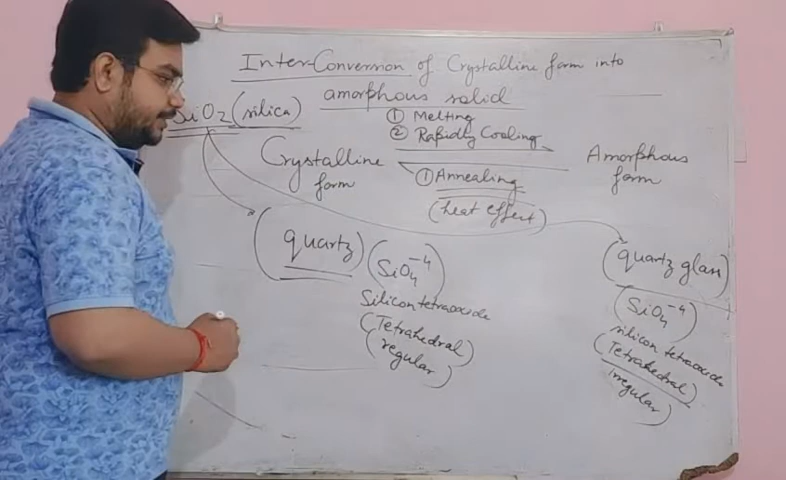 Inter-Conversion of Crystalline form into
amorphous solid
SiO2 (silica)
① Melting
② Rapidly Cooling
Crystalline
form
Amorphous
form
① Annealing
(heat effect)
(quartz)
(SiO4-4)
Silicon tetraoxide
(Tetrahedral)
(regular)
(quartz glass)
(SiO4-4)
silicon tetraoxide
(Tetrahedral)
irregular)